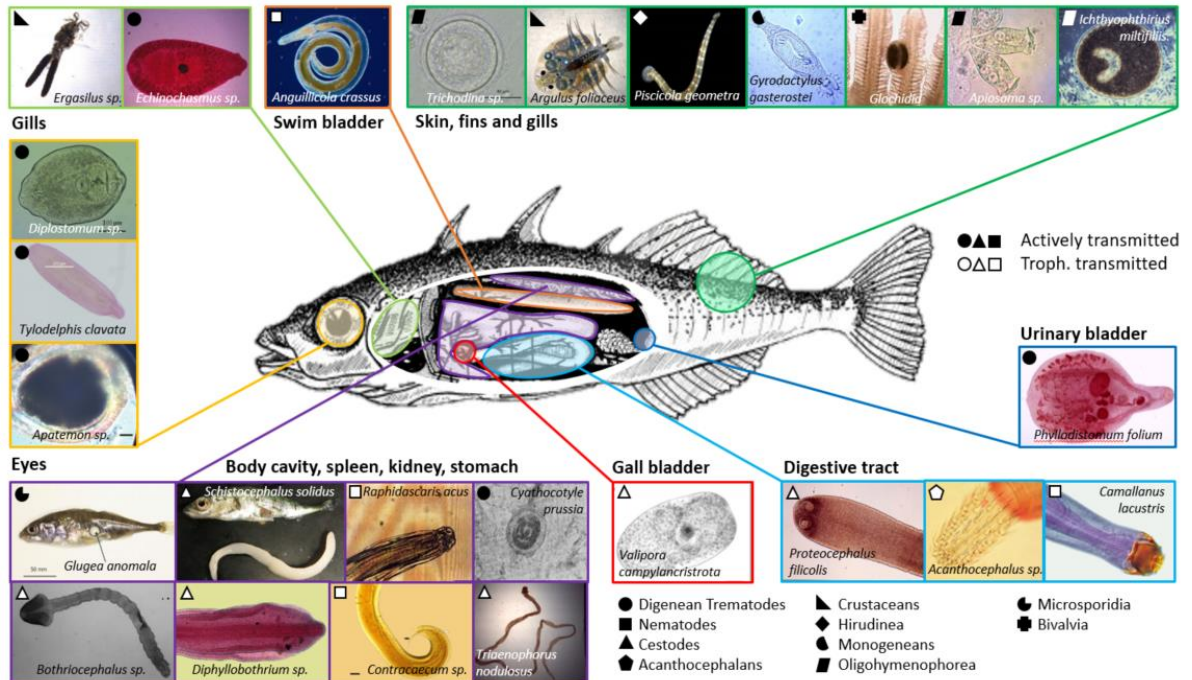 Ergasilus sp.
Echinochasmus sp.
Anguillicola crassus
Trichodina sp.
Argulus foliaceus
Piscicola geometra
Gyrodactylus
gasterostei
Glochidia
Apiosoma sp.
Ichthyophthirius
miltifiliis.
Gills
Swim bladder
Skin, fins and gills
Diplostomum sp.
Tylodelphis clavata
Apatemon sp.
Eyes
Actively transmitted
Troph. transmitted
Urinary bladder
Phylladistomum folium
Body cavity, spleen, kidney, stomach
Gall bladder
Digestive tract
Glugea anomala
50 mm
Schistocephalus solidus
Raphidascaris acus
Cyathocotyle
prussia
Valipora
campylancristrota
Proteocephalus
filicolis
Acanthocephalus sp.
Camallanus
lacustris
Bothriocephalus sp.
Diphyllobothrium sp.
Contracaecum sp.
Triaenophorus
nodulosus
Digenean Trematodes
Nematodes
Cestodes
Acanthocephalans
Crustaceans
Hirudinea
Monogeneans
Oligohymenophorea
Microsporidia
Bivalvia